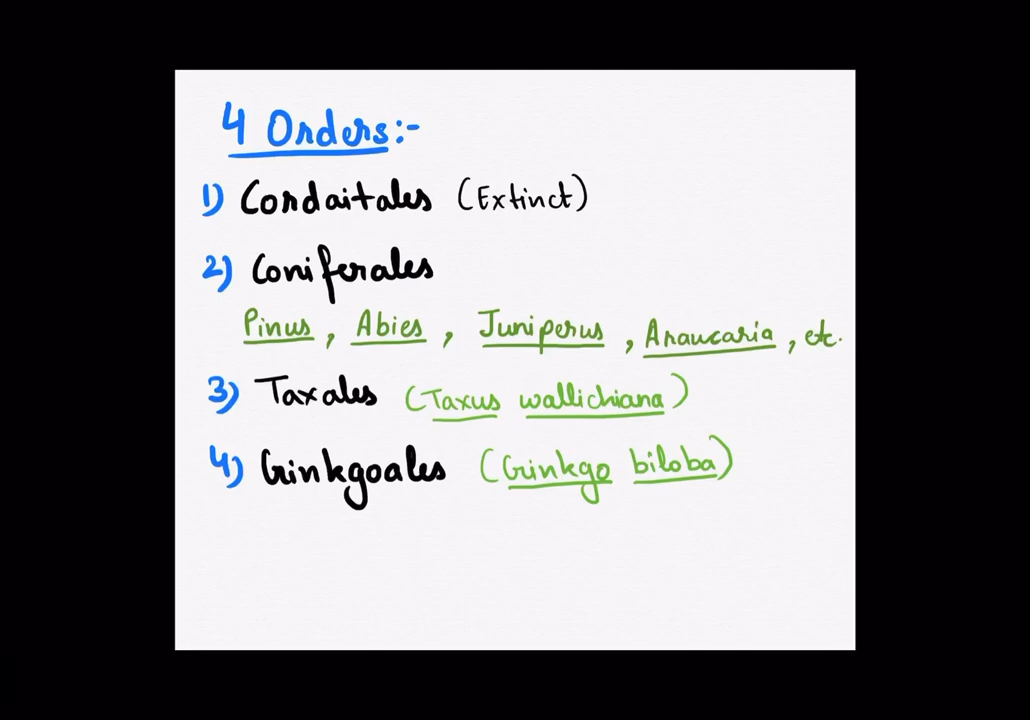 4 Orders:-
1) Cordaitales (Extinct)
2) Coniferales
Pinus, Abies, Juniperus, Araucaria, etc.
3) Taxales (Taxus wallichiana)
4) Ginkgoales (Ginkgo biloba)